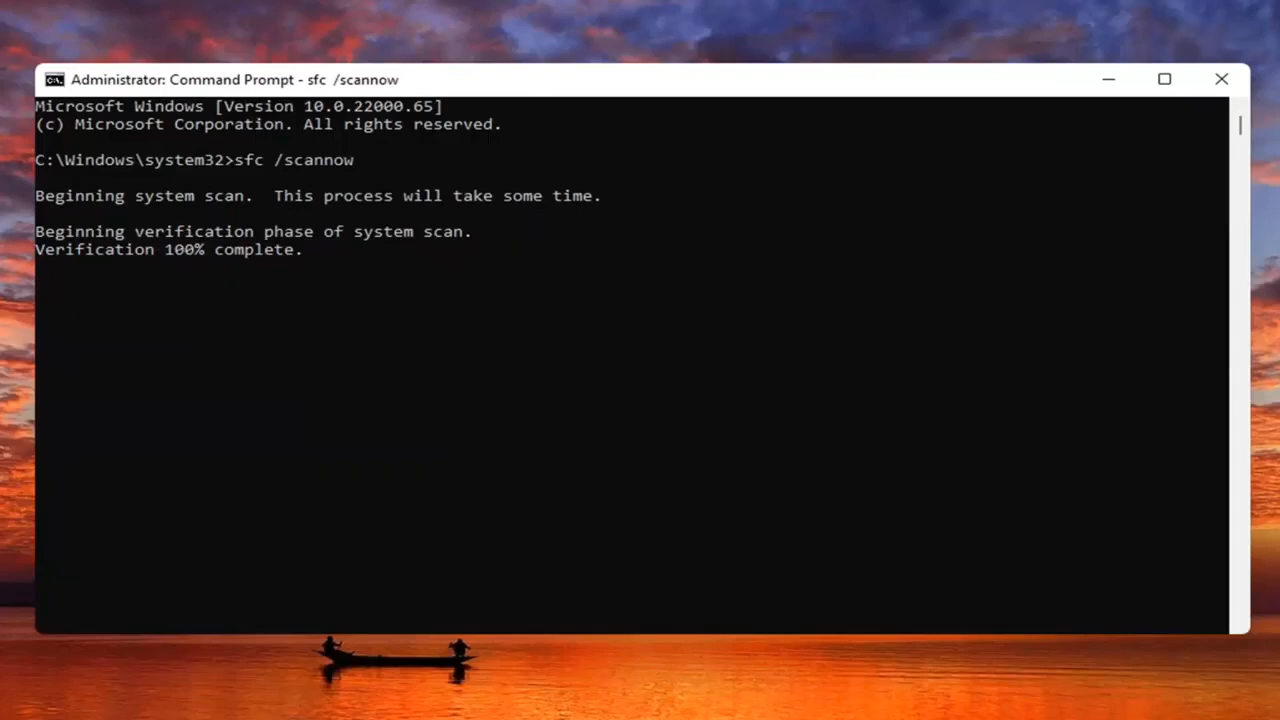 Administrator: Command Prompt - sfc  /scannow
Microsoft Windows [Version 10.0.22000.65]
(c) Microsoft Corporation. All rights reserved.
C:\Windows\system32>sfc /scannow
Beginning system scan.  This process will take some time.
Beginning verification phase of system scan.
Verification 100% complete.